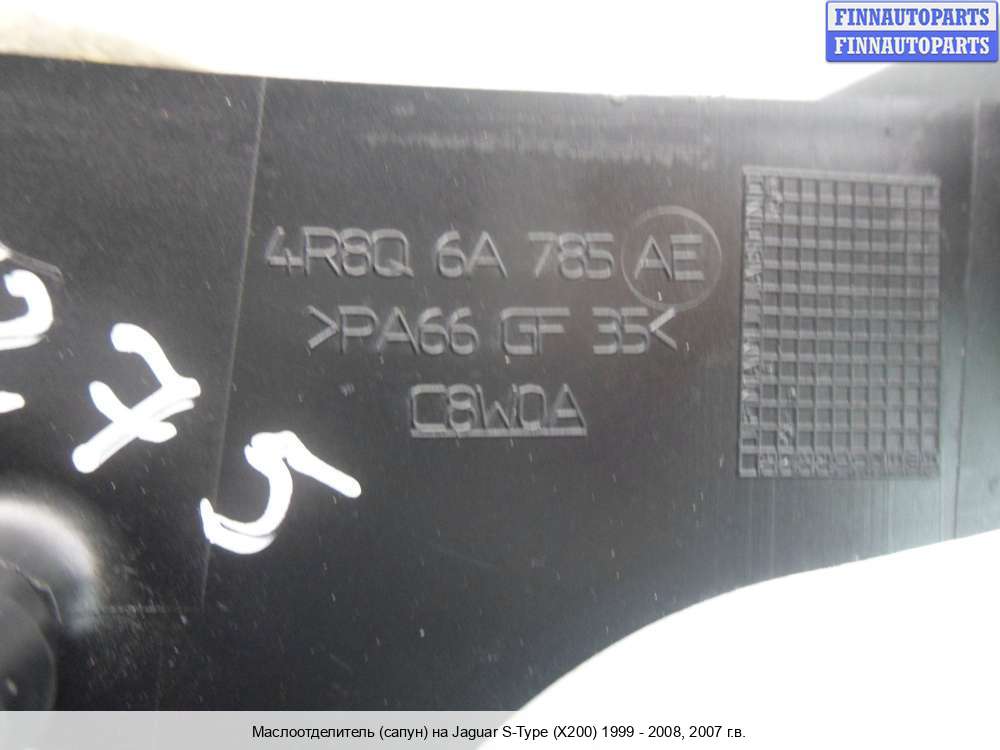 FINNAUTOPARTS
FINNAUTOPARTS
4R8Q 6A 785 AE
>PA66 GF 35<
C8W0A
Маслоотделитель (сапун) на Jaguar S-Type (X200) 1999 - 2008, 2007 г.в.